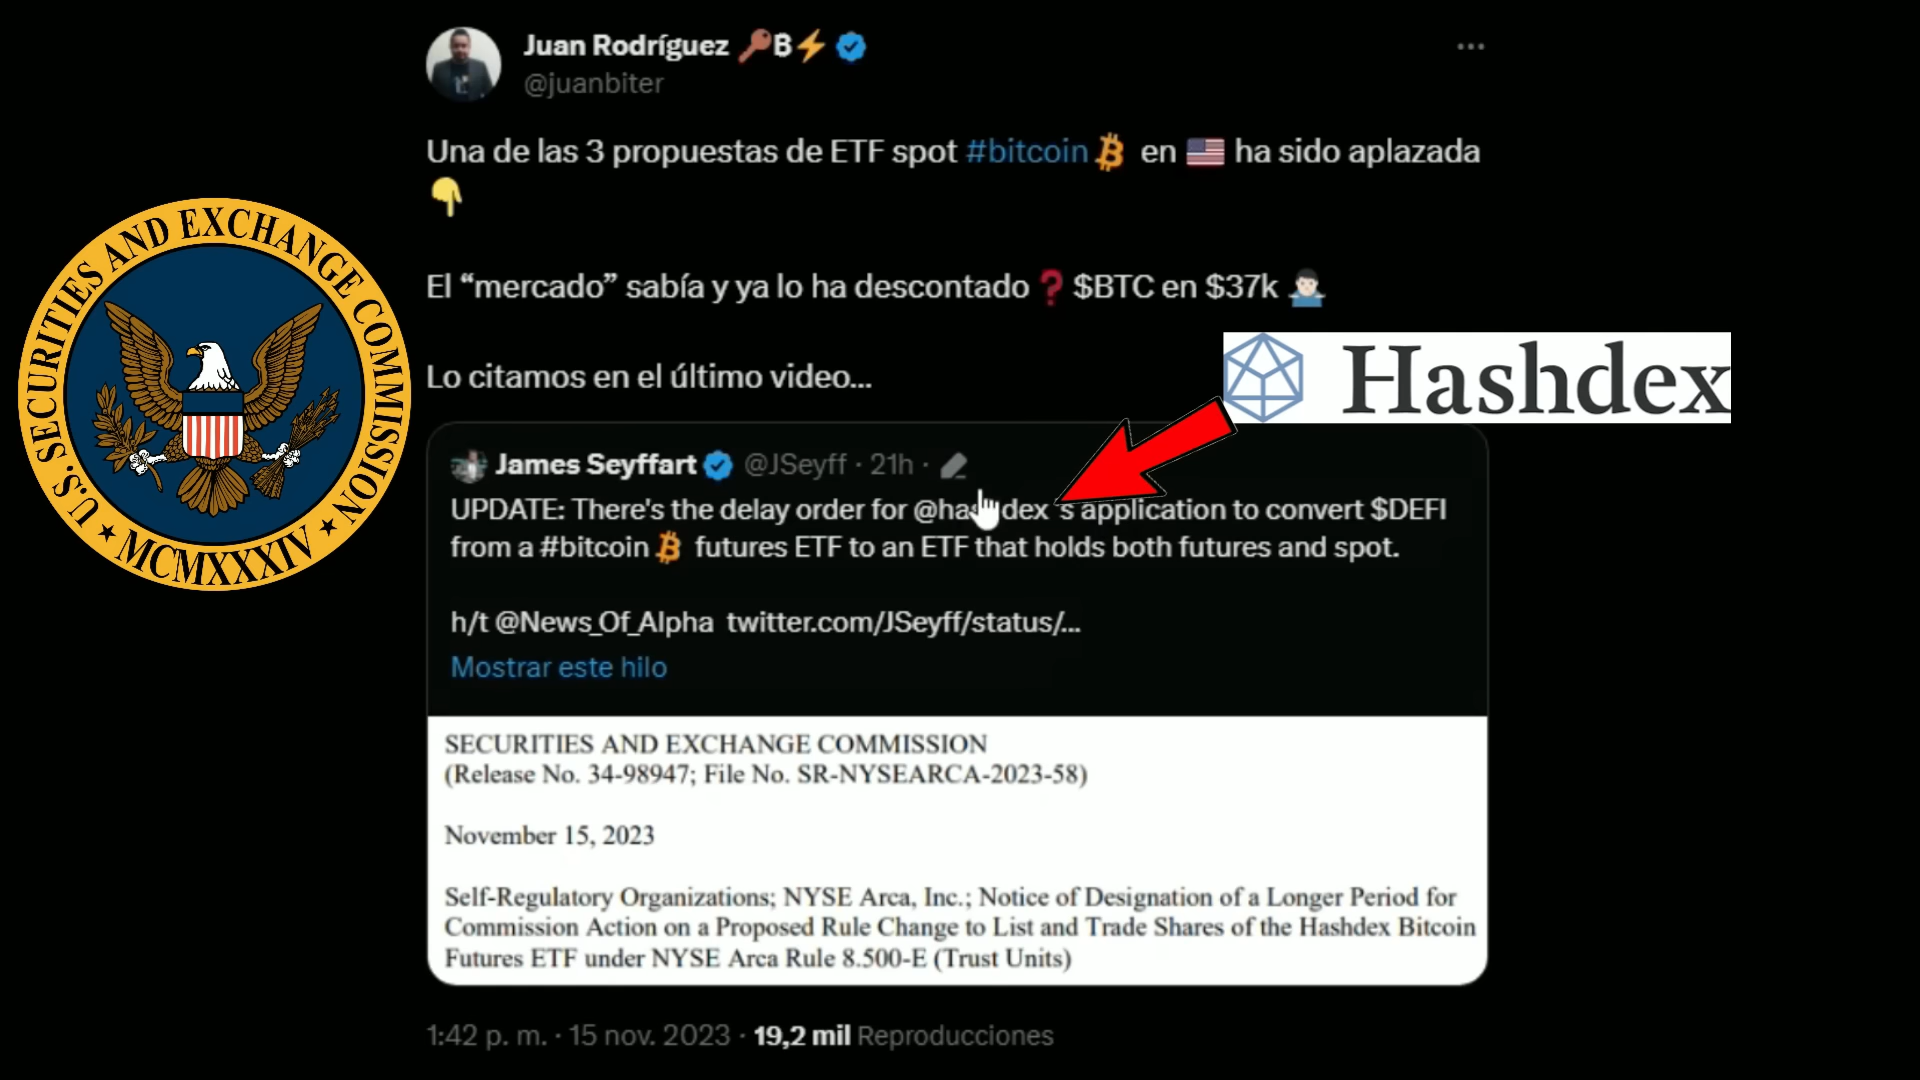 Juan Rodríguez 🔑B⚡
@juanbiter
Una de las 3 propuestas de ETF spot #bitcoin en 🇺🇸 ha sido aplazada
👇
El “mercado” sabía y ya lo ha descontado❓ $BTC en $37k 🤷🏻‍♂️
Lo citamos en el último video...
U.S. SECURITIES AND EXCHANGE COMMISSION
MCMXXXIV
Hashdex
James Seyffart @JSeyff · 21h ·
UPDATE: There's the delay order for @hashdex 's application to convert $DEFI
from a #bitcoin futures ETF to an ETF that holds both futures and spot.
h/t @News_Of_Alpha twitter.com/JSeyff/status/...
Mostrar este hilo
SECURITIES AND EXCHANGE COMMISSION
(Release No. 34-98947; File No. SR-NYSEARCA-2023-58)
November 15, 2023
Self-Regulatory Organizations; NYSE Arca, Inc.; Notice of Designation of a Longer Period for
Commission Action on a Proposed Rule Change to List and Trade Shares of the Hashdex Bitcoin
Futures ETF under NYSE Arca Rule 8.500-E (Trust Units)
1:42 p. m. · 15 nov. 2023 · 19,2 mil Reproducciones